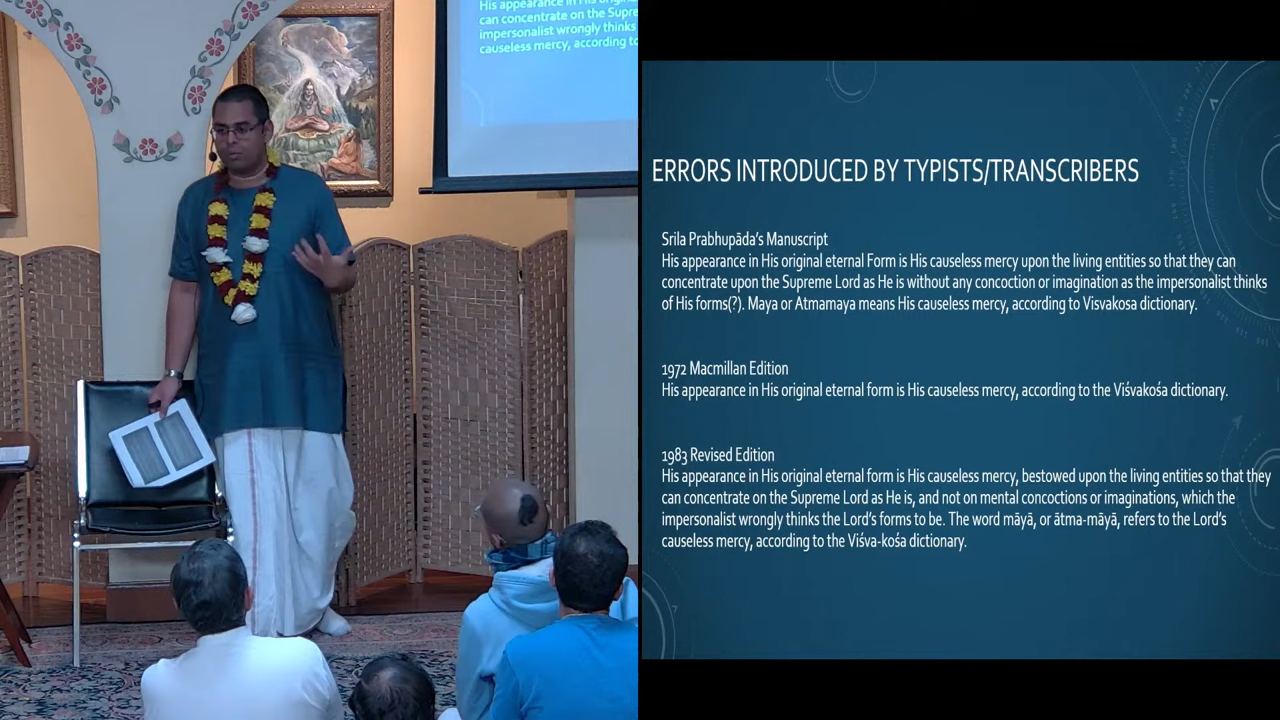 His appearance in His origin
can concentrate on the Supre
impersonalist wrongly thinks
causeless mercy, according to
ERRORS INTRODUCED BY TYPISTS/TRANSCRIBERS
Srila Prabhupāda's Manuscript
His appearance in His original eternal Form is His causeless mercy upon the living entities so that they can
concentrate upon the Supreme Lord as He is without any concoction or imagination as the impersonalist thinks
of His forms(?). Maya or Atmamaya means His causeless mercy, according to Visvakosa dictionary.
1972 Macmillan Edition
His appearance in His original eternal form is His causeless mercy, according to the Viśvakośa dictionary.
1983 Revised Edition
His appearance in His original eternal form is His causeless mercy, bestowed upon the living entities so that they
can concentrate on the Supreme Lord as He is, and not on mental concoctions or imaginations, which the
impersonalist wrongly thinks the Lord's forms to be. The word māyā, or ātma-māyā, refers to the Lord's
causeless mercy, according to the Viśva-kośa dictionary.